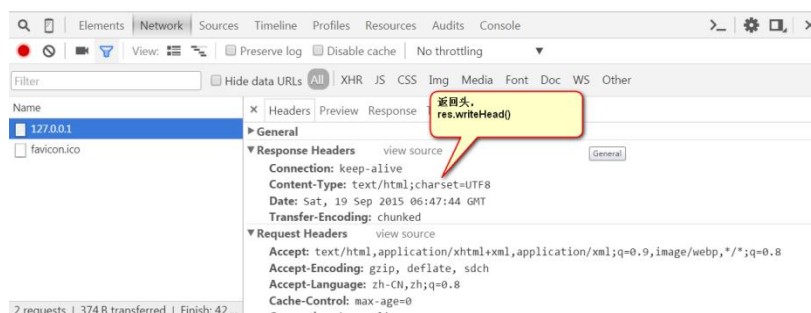 Elements Network Sources Timeline Profiles Resources Audits Console
View: Preserve log Disable cache No throttling
Filter Hide data URLs All XHR JS CSS Img Media Font Doc WS Other
Name
127.0.0.1
favicon.ico
× Headers Preview Response
返回头,
res.writeHead()
▶General
▼Response Headers view source
General
Connection: keep-alive
Content-Type: text/html;charset=UTF8
Date: Sat, 19 Sep 2015 06:47:44 GMT
Transfer-Encoding: chunked
▼Request Headers view source
Accept: text/html,application/xhtml+xml,application/xml;q=0.9,image/webp,*/*;q=0.8
Accept-Encoding: gzip, deflate, sdch
Accept-Language: zh-CN,zh;q=0.8
Cache-Control: max-age=0
2 requests | 374 B transferred | Finish: 42